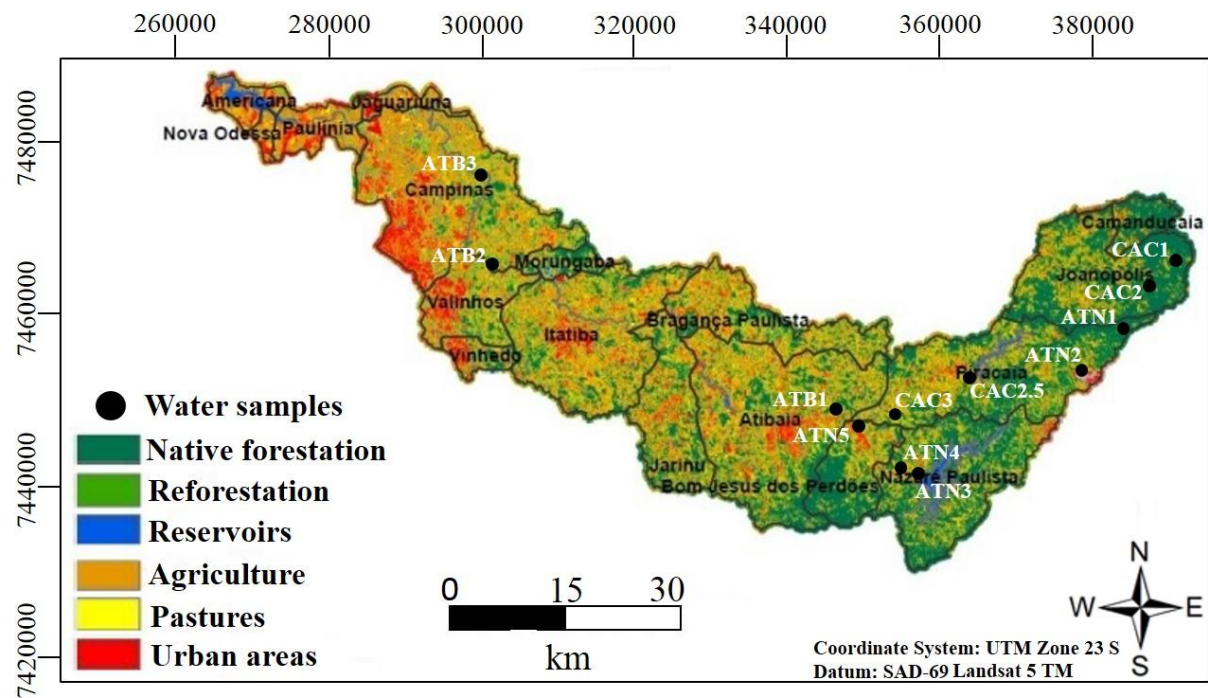 260000 280000 300000 320000 340000 360000 380000
7480000
7460000
7440000
7420000
Americana
Jaguariuna
Nova Odessa
Paulinia
ATB3
Campinas
Camanducaia
CAC1
ATB2
Morungaba
Joanopolis
CAC2
Valinhos
ATN1
Bragança Paulista
Itatiba
Vinhedo
ATN2
Piracaia
CAC2.5
ATB1
CAC3
Atibaia
ATN5
ATN4
Jarinu
Nazaré Paulista
Bom Jesus dos Perdões
ATN3
Water samples
Native forestation
Reforestation
Reservoirs
Agriculture
Pastures
Urban areas
0 15 30
km
N
W E
S
Coordinate System: UTM Zone 23 S
Datum: SAD-69 Landsat 5 TM